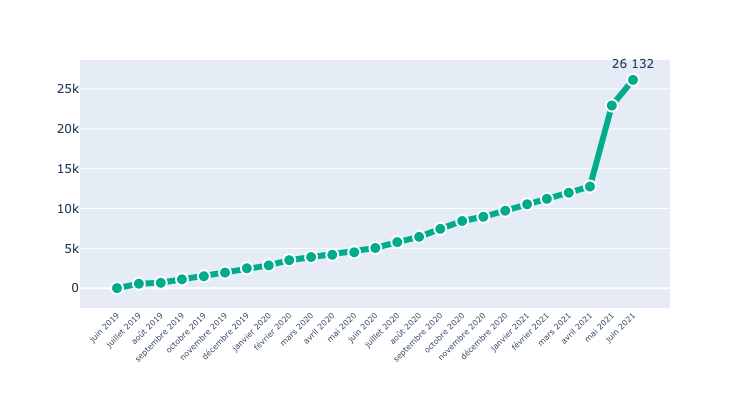 26 132
25k
20k
15k
10k
5k
0
juin 2019
juillet 2019
août 2019
septembre 2019
octobre 2019
novembre 2019
décembre 2019
janvier 2020
février 2020
mars 2020
avril 2020
mai 2020
juin 2020
juillet 2020
août 2020
septembre 2020
octobre 2020
novembre 2020
décembre 2020
janvier 2021
février 2021
mars 2021
avril 2021
mai 2021
juin 2021